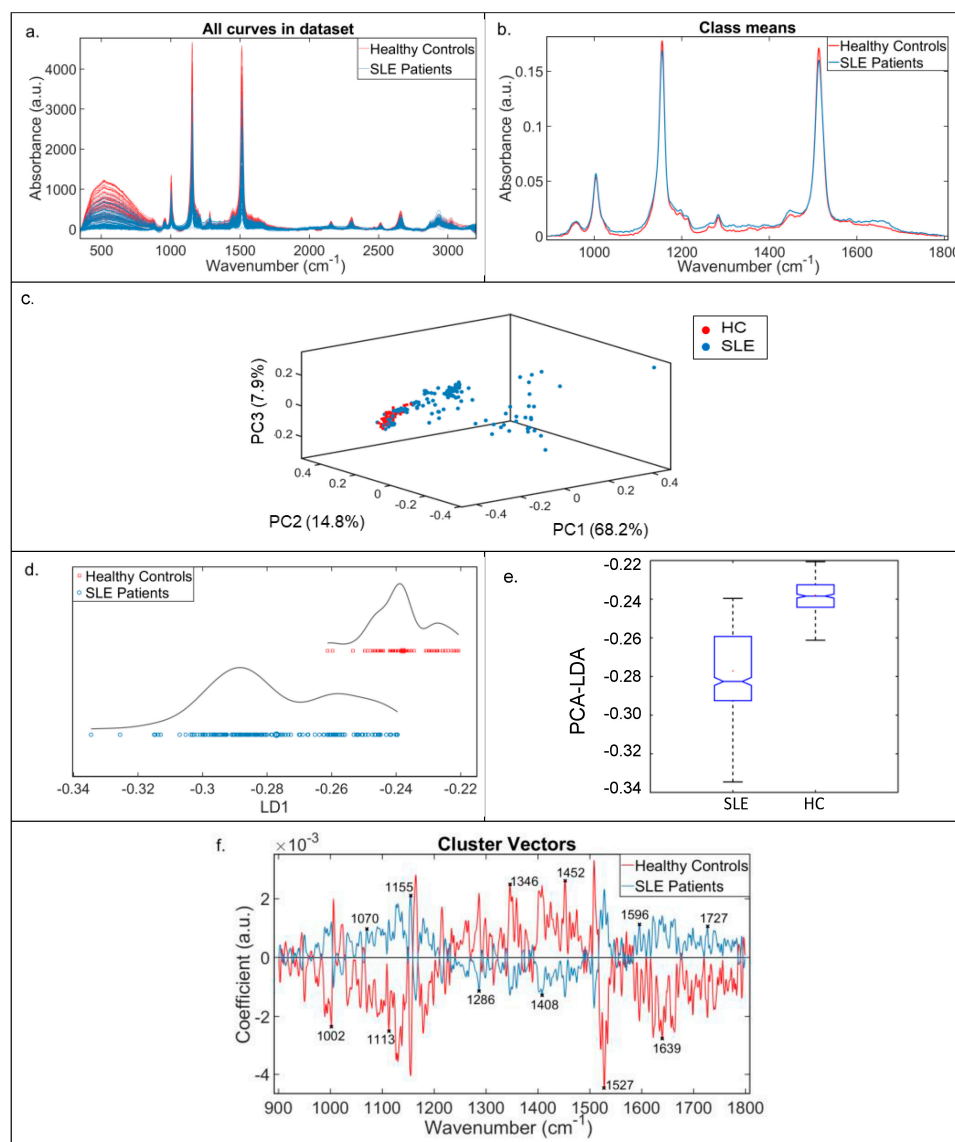 a.
All curves in dataset
Healthy Controls
SLE Patients
Absorbance (a.u.)
4000
3000
2000
1000
0
500 1000 1500 2000 2500 3000
Wavenumber (cm-1)
b.
Class means
Healthy Controls
SLE Patients
Absorbance (a.u.)
0.15
0.1
0.05
0
1000 1200 1400 1600 1800
Wavenumber (cm-1)
c.
HC
SLE
PC3 (7.9%)
0.2
0
-0.2
0.4 0.2 0 -0.2 -0.4
-0.4 -0.2 0 0.2 0.4
PC2 (14.8%)
PC1 (68.2%)
d.
Healthy Controls
SLE Patients
-0.34 -0.32 -0.3 -0.28 -0.26 -0.24 -0.22
LD1
e.
PCA-LDA
-0.22
-0.24
-0.26
-0.28
-0.30
-0.32
-0.34
SLE HC
f.
×10-3
Cluster Vectors
Healthy Controls
SLE Patients
Coefficient (a.u.)
2
0
-2
-4
1070
1155
1346
1452
1596
1727
1002
1113
1286
1408
1527
1639
900 1000 1100 1200 1300 1400 1500 1600 1700 1800
Wavenumber (cm-1)